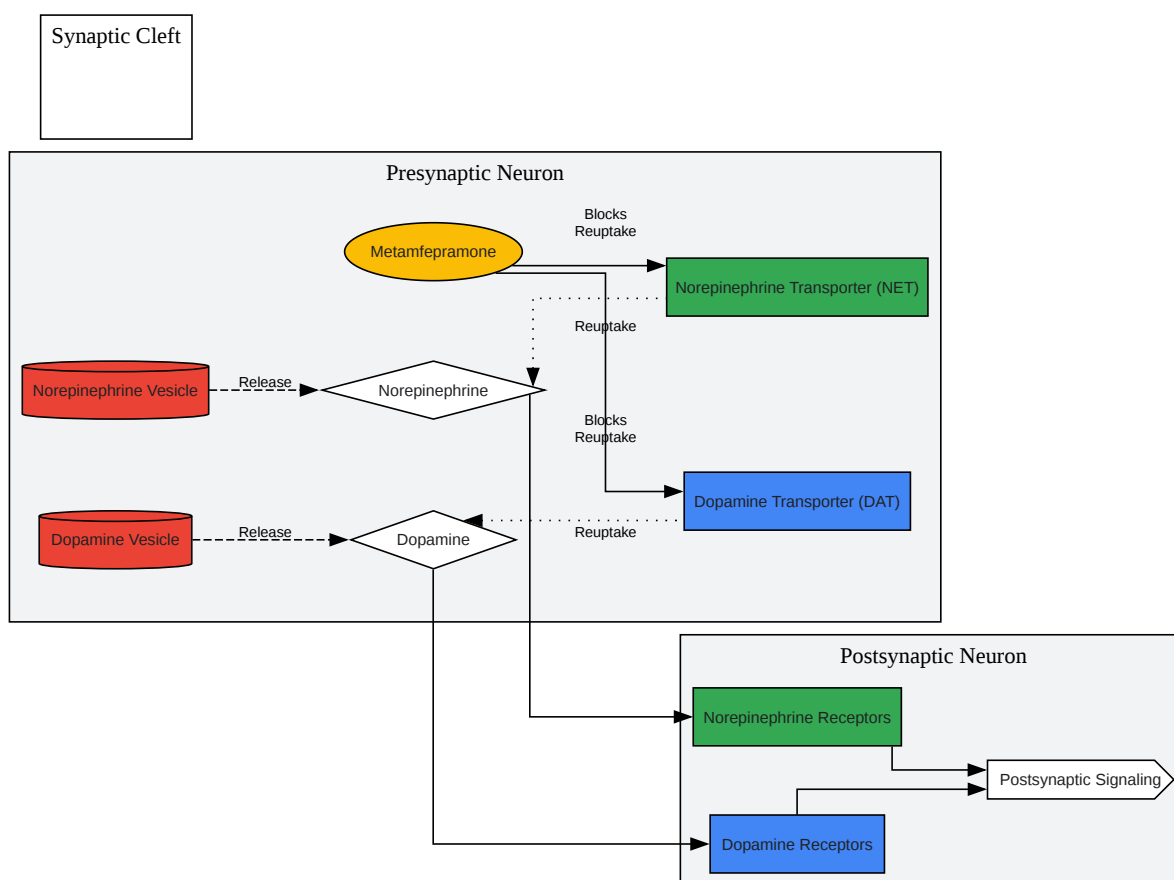 Synaptic Cleft
Presynaptic Neuron
Blocks
Reuptake
Metamfepramone
Norepinephrine Transporter (NET)
Reuptake
Norepinephrine Vesicle
Release
Norepinephrine
Blocks
Reuptake
Dopamine Transporter (DAT)
Dopamine Vesicle
Release
Dopamine
Reuptake
Postsynaptic Neuron
Norepinephrine Receptors
Postsynaptic Signaling
Dopamine Receptors